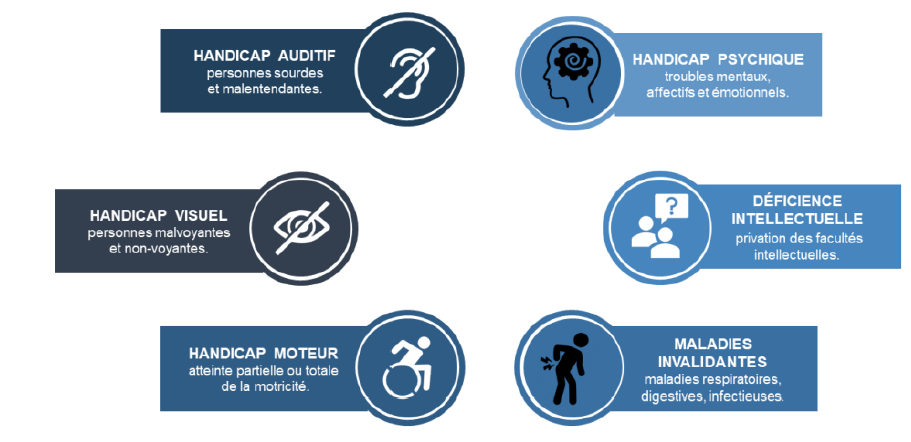 HANDICAP AUDITIF
personnes sourdes
et malentendantes.
HANDICAP PSYCHIQUE
troubles mentaux,
affectifs et émotionnels.
HANDICAP VISUEL
personnes malvoyantes
et non-voyantes.
?
DÉFICIENCE
INTELLECTUELLE
privation des facultés
intellectuelles.
HANDICAP MOTEUR
atteinte partielle ou totale
de la motricité.
MALADIES
INVALIDANTES
maladies respiratoires,
digestives, infectieuses.